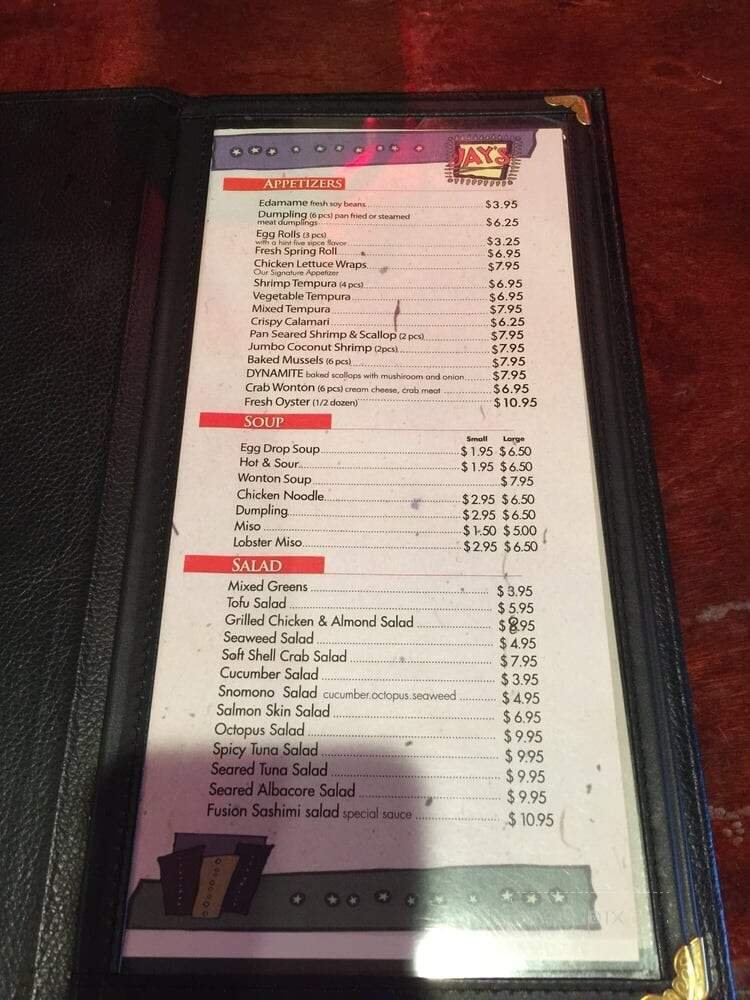 JAY'S
APPETIZERS
Edamame fresh soy beans $3.95
Dumpling (6 pcs) pan fried or steamed
meat dumplings $6.25
Egg Rolls (3 pcs)
with a hint five sipce flavor $3.25
Fresh Spring Roll $6.95
Chicken Lettuce Wraps $7.95
Our Signature Appetizer
Shrimp Tempura (4 pcs) $6.95
Vegetable Tempura $6.95
Mixed Tempura $7.95
Crispy Calamari $6.25
Pan Seared Shrimp & Scallop (2 pcs) $7.95
Jumbo Coconut Shrimp (2pcs) $7.95
Baked Mussels (6 pcs) $7.95
DYNAMITE baked scallops with mushiroom and onion $7.95
Crab Wonton (6 pcs) cream cheese, crab meat $6.95
Fresh Oyster (1/2 dozen) $10.95
SOUP
Small Large
Egg Drop Soup $1.95 $6.50
Hot & Sour $1.95 $6.50
Wonton Soup $7.95
Chicken Noodle $2.95 $6.50
Dumpling $2.95 $6.50
Miso $1.50 $5.00
Lobster Miso $2.95 $6.50
SALAD
Mixed Greens $3.95
Tofu Salad $5.95
Grilled Chicken & Almond Salad $8.95
Seaweed Salad $4.95
Soft Shell Crab Salad $7.95
Cucumber Salad $3.95
Snomono Salad cucumber.octopus.seaweed $4.95
Salmon Skin Salad $6.95
Octopus Salad $9.95
Spicy Tuna Salad $9.95
Seared Tuna Salad $9.95
Seared Albacore Salad $9.95
Fusion Sashimi salad special sauce $10.95